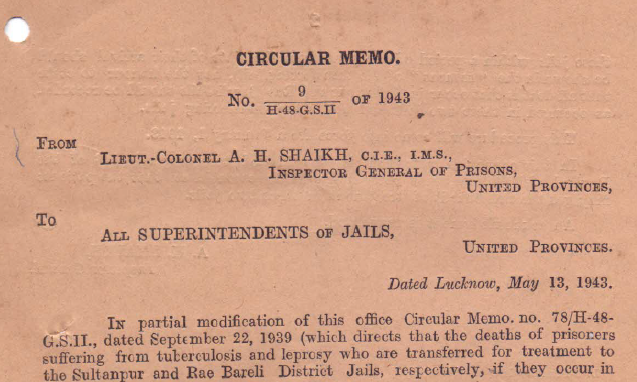 CIRCULAR MEMO.
No. 9/H-48-G.S.II OF 1943
FROM
LIEUT.-COLONEL A. H. SHAIKH, C.I.E., I.M.S.,
INSPECTOR GENERAL OF PRISONS,
UNITED PROVINCES,
TO
ALL SUPERINTENDENTS OF JAILS,
UNITED PROVINCES.
Dated Lucknow, May 13, 1943.
IN partial modification of this office Circular Memo. no. 78/H-48-
G.S.II., dated September 22, 1939 (which directs that the deaths of prisoners
suffering from tuberculosis and leprosy who are transferred for treatment to
the Sultanpur and Rae Bareli District Jails, respectively, if they occur in